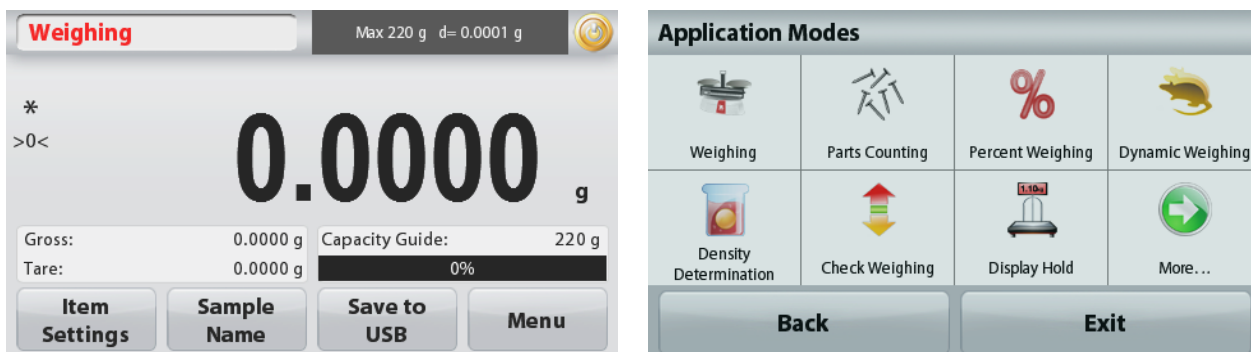 Weighing
Max 220 g d= 0.0001 g
*
>0<
0.0000 g
Gross: 0.0000 g
Tare: 0.0000 g
Capacity Guide: 220 g
0%
Item
Settings
Sample
Name
Save to
USB
Menu
Application Modes
Weighing
Parts Counting
%
Percent Weighing
Dynamic Weighing
Density
Determination
Check Weighing
1.10kg
Display Hold
More...
Back
Exit